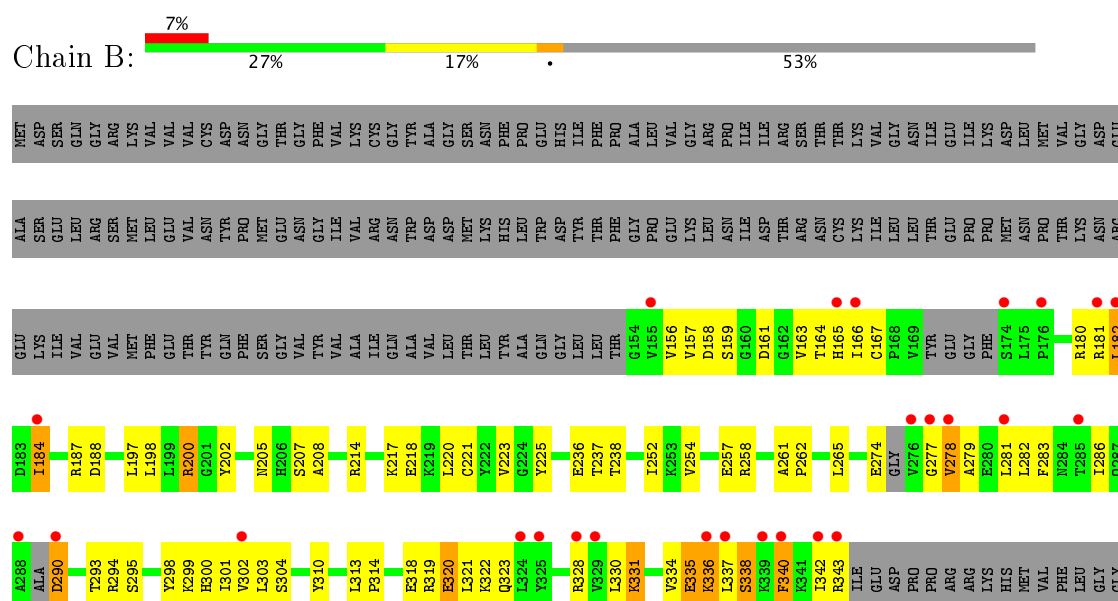 7%
Chain B:
27% 17% 53%
MET ASP SER GLN GLY ARG LYS VAL VAL VAL CYS ASP ASN GLY THR GLY PHE VAL LYS CYS GLY TYR ALA GLY SER ASN PHE PRO GLU HIS ILE PHE PRO ALA LEU VAL GLY ARG PRO ILE ILE ARG SER THR THR LYS VAL GLY ASN ILE GLU ILE LYS ASP LEU MET VAL GLY ASP
ALA SER GLU LEU ARG SER MET LEU GLU VAL ASN TYR PRO MET GLU ASN GLY ILE VAL ARG ASN TRP ASP ASP MET LYS HIS LEU TRP ASP TYR THR PHE GLY PRO GLU LYS LEU ASN ILE ASP THR ARG ASN CYS LYS ILE LEU LEU THR GLU PRO PRO MET ASN PRO THR LYS ASN
GLU LYS ILE VAL GLU VAL MET PHE GLU THR TYR GLN PHE SER GLY VAL TYR VAL ALA ILE GLN ALA VAL LEU THR LEU TYR ALA GLN GLY LEU LEU THR G154 V155 V156 V157 D158 S159 G160 D161 G162 V163 T164 H165 I166 C167 P168 V169 TYR GLU GLY PHE S174 L175 P176 R180 R181 L182
D183 I184 R187 D188 L197 L198 L199 R200 G201 Y202 N205 H206 S207 A208 R214 K217 E218 K219 L220 C221 Y222 V223 G224 Y225 E236 T237 T238 I252 K253 V254 E257 R258 A261 P262 L265 E274 GLY V276 G277 V278 A279 E280 L281 L282 F283 N284 T285 I286
A288 ALA D290 T293 R294 S295 Y298 K299 H300 I301 V302 L303 S304 Y310 L313 P314 E318 R319 E320 L321 K322 Q323 L324 Y325 R328 V329 L330 K331 V334 E335 K336 L337 S338 K339 F340 K341 I342 R343 ILE GLU ASP PRO PRO ARG ARG LYS HIS MET VAL PHE LEU GLY